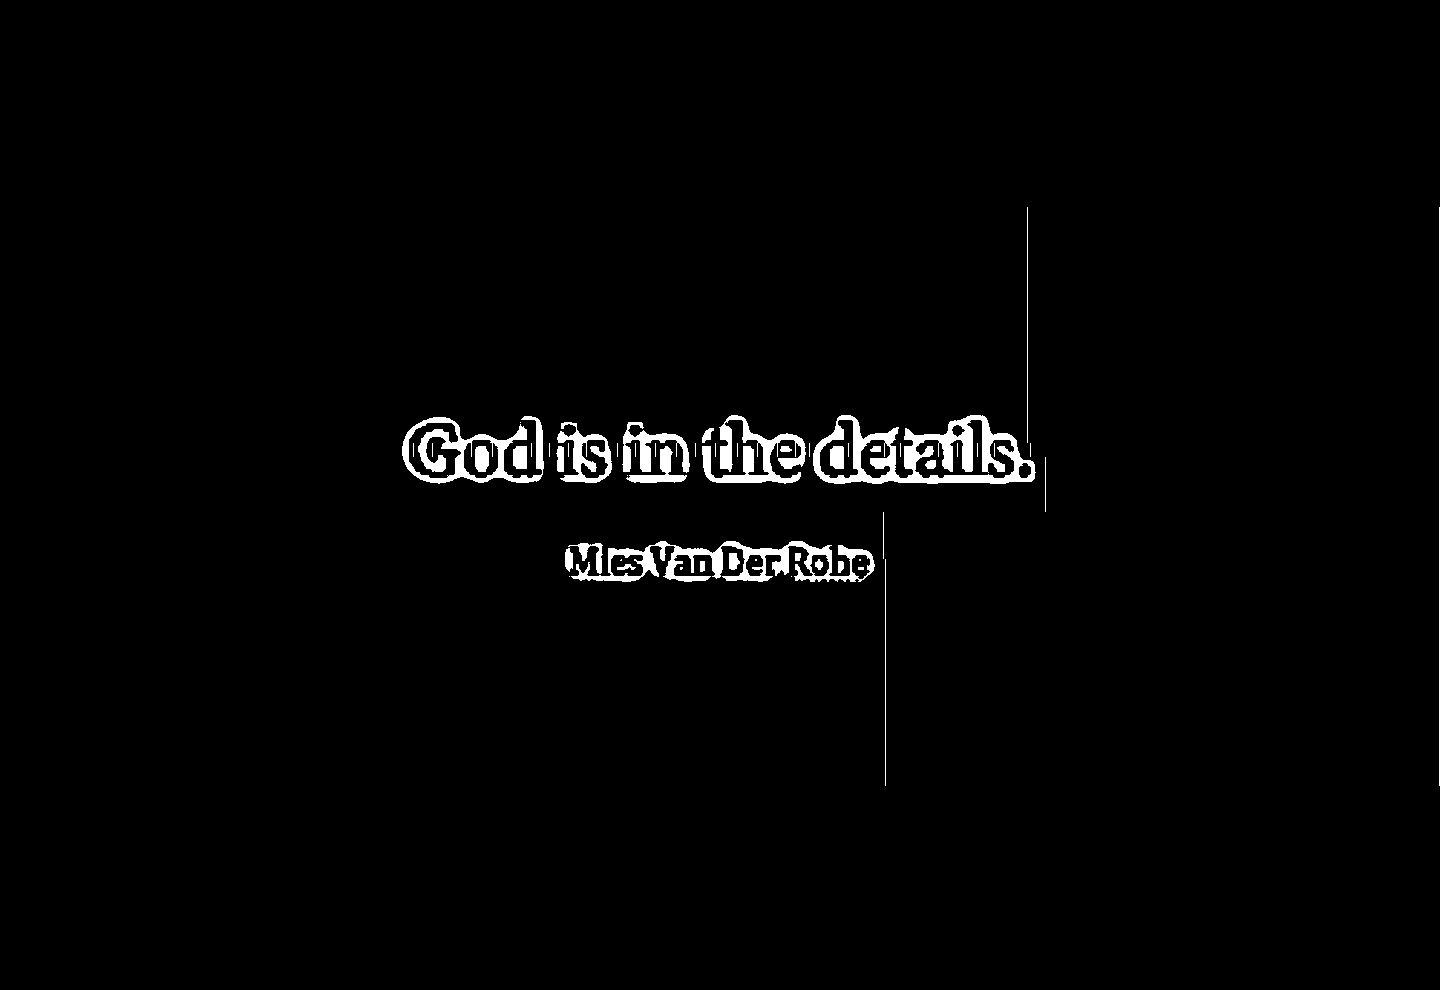 God is in the details.
Mies Van Der Rohe